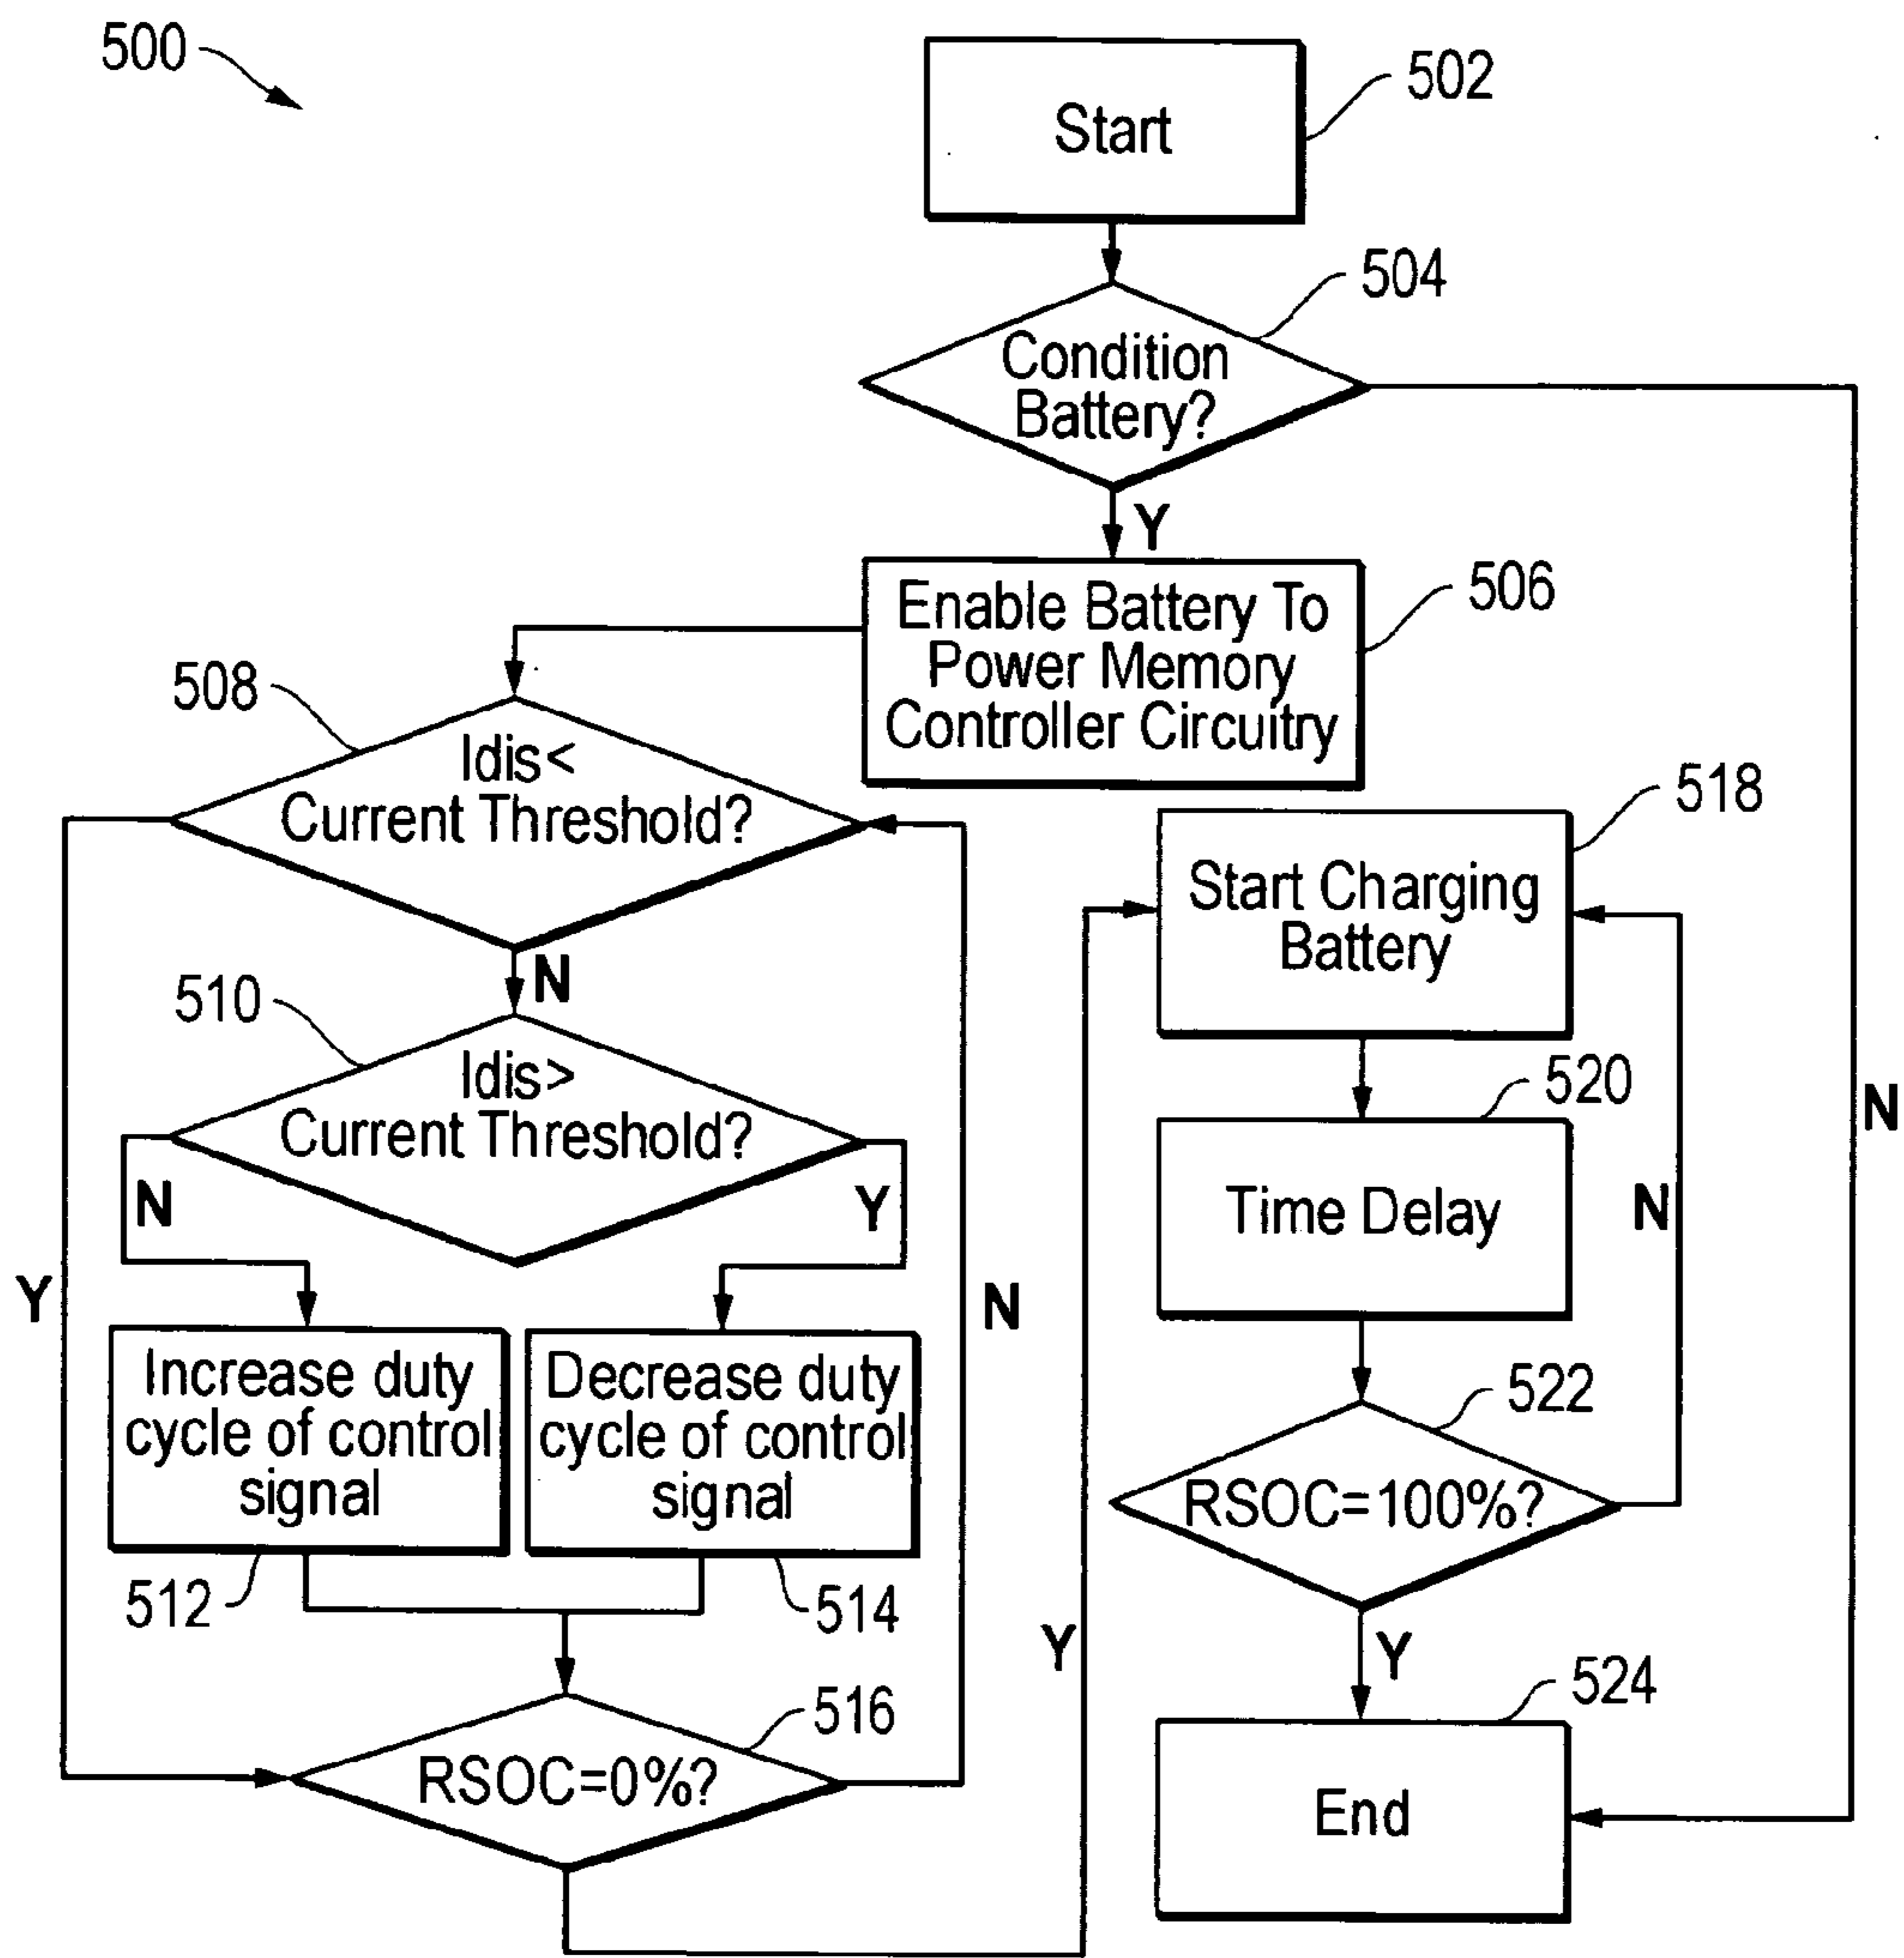 500
Start
502
504
Condition
Battery?
Y
N
Enable Battery To
Power Memory
Controller Circuitry
506
508
Idis<
Current Threshold?
Y
N
510
Idis>
Current Threshold?
N
Y
Increase duty
cycle of control
signal
512
Decrease duty
cycle of control
signal
514
516
RSOC=0%?
N
Y
518
Start Charging
Battery
520
Time Delay
522
RSOC=100%?
N
Y
524
End